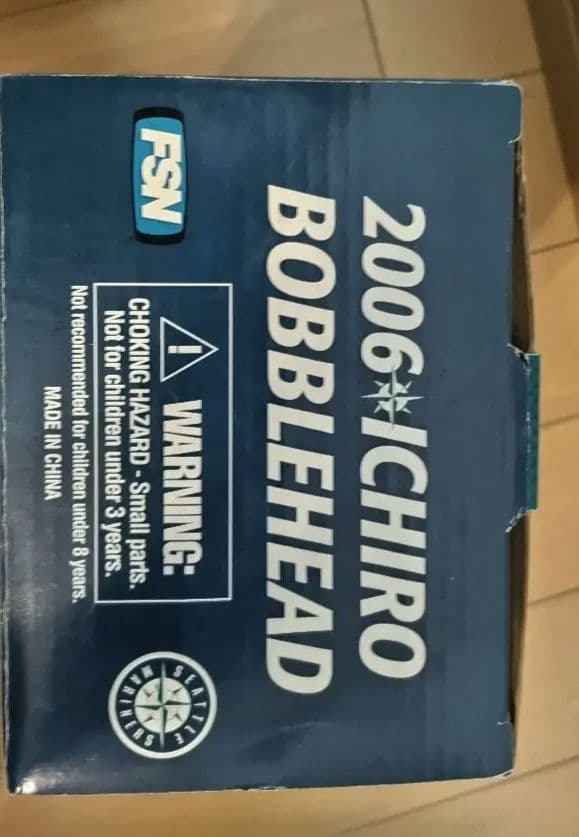 2006 ICHIRO
BOBBLEHEAD
FSN
WARNING:
CHOKING HAZARD - Small parts.
Not for children under 3 years.
Not recommended for children under 8 years.
MADE IN CHINA
SEATTLE
MARINERS